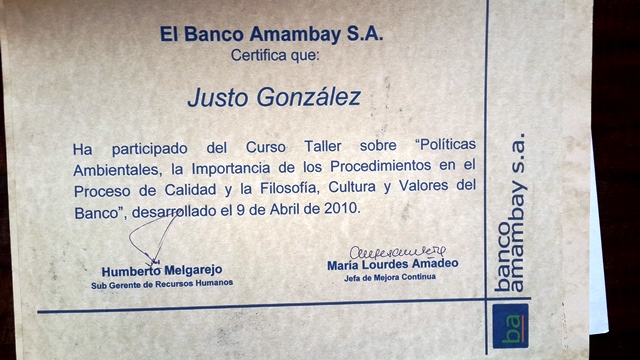 El Banco Amambay S.A.
Certifica que:
Justo González
Ha participado del Curso Taller sobre "Políticas
Ambientales, la Importancia de los Procedimientos en el
Proceso de Calidad y la Filosofía, Cultura y Valores del
Banco", desarrollado el 9 de Abril de 2010.
Humberto Melgarejo
Sub Gerente de Recursos Humanos
María Lourdes Amadeo
Jefa de Mejora Continua
ba
banco
amambay s.a.